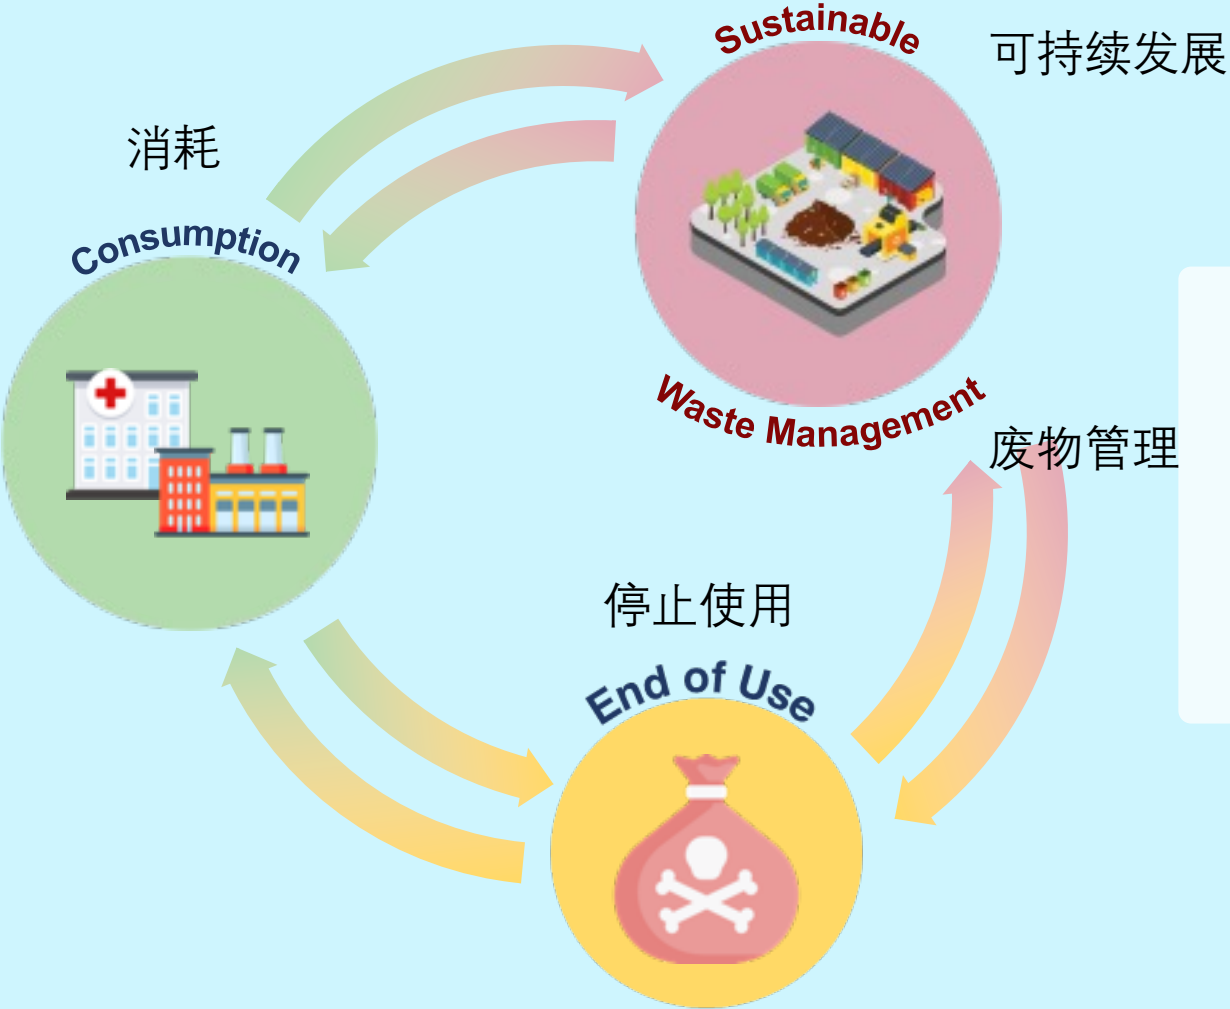 Sustainable
可持续发展
消耗
Consumption
Waste Management
废物管理
停止使用
End of Use